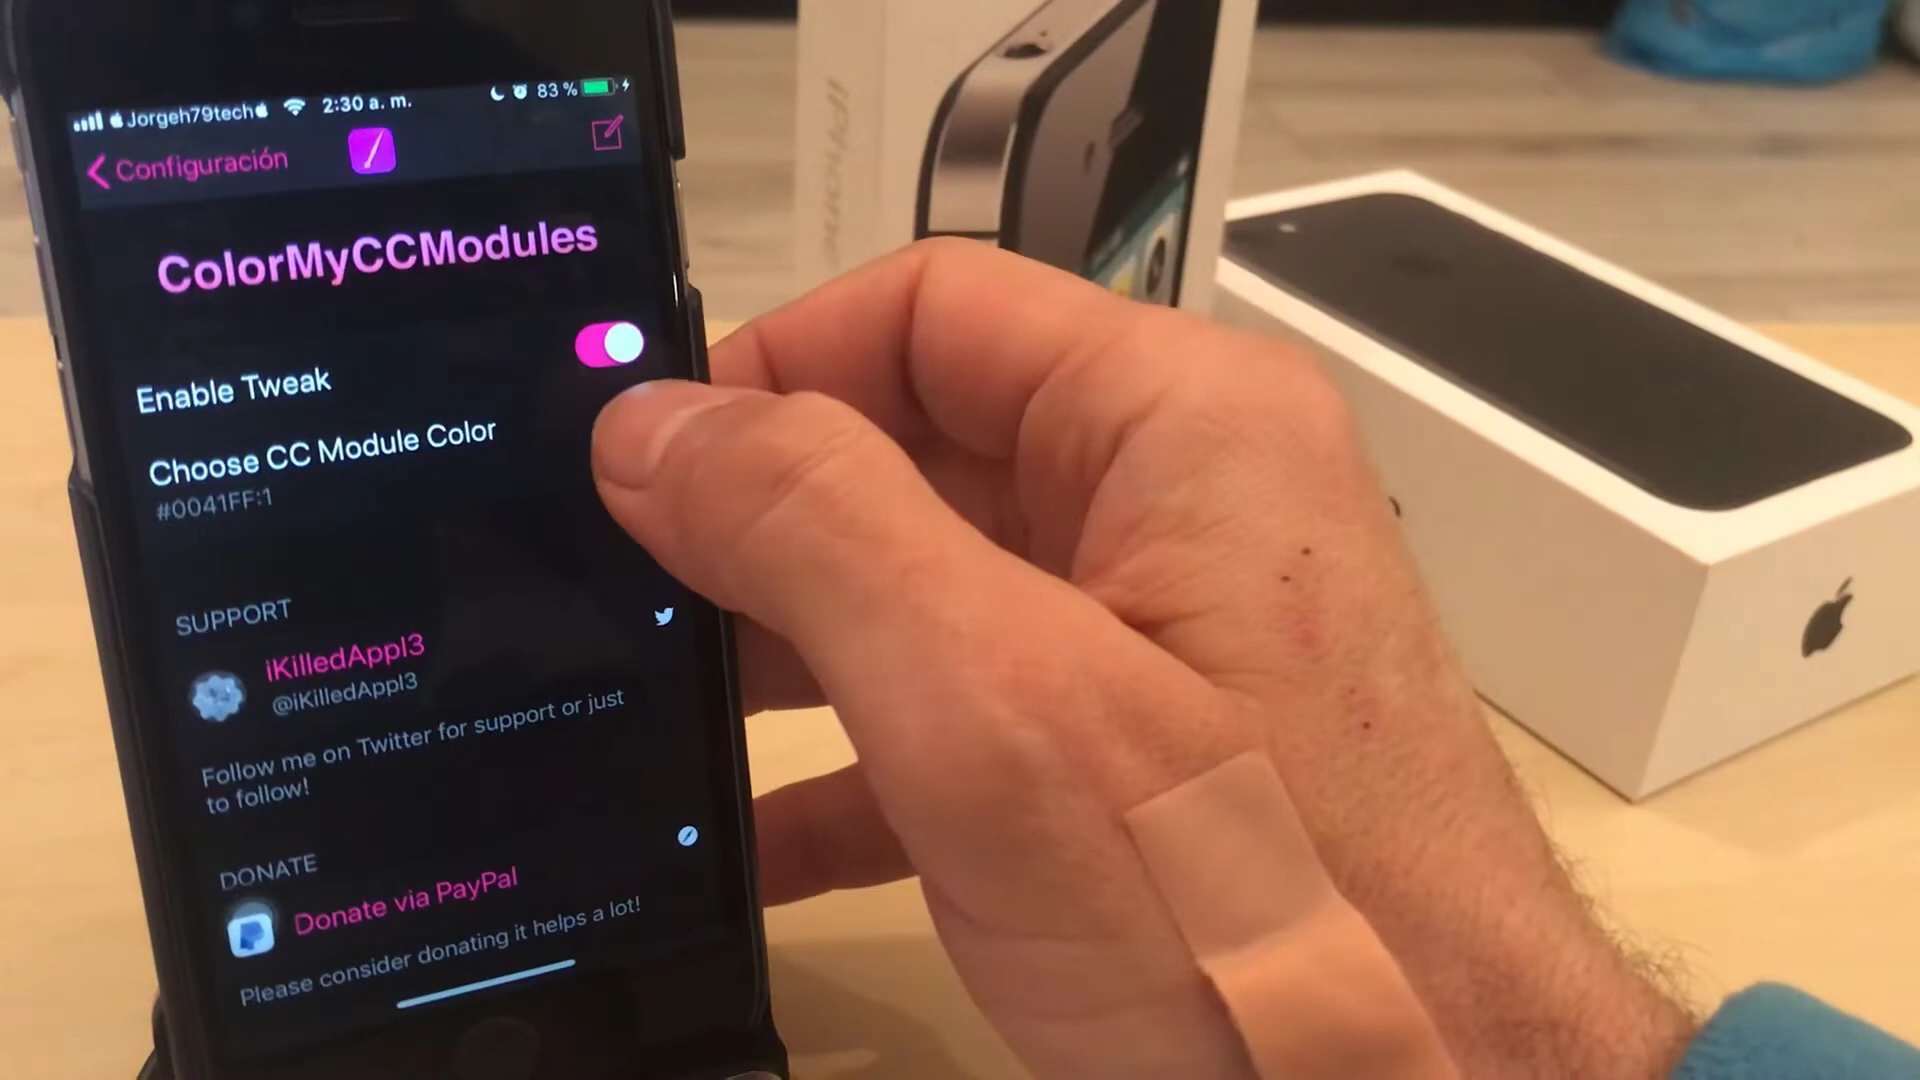 Jorgeh79tech 2:30 a. m. 83 %
Configuración
ColorMyCCModules
Enable Tweak
Choose CC Module Color
#0041FF:1
SUPPORT
iKilledAppl3
@iKilledAppl3
Follow me on Twitter for support or just
to follow!
DONATE
Donate via PayPal
Please consider donating it helps a lot!
iPhone